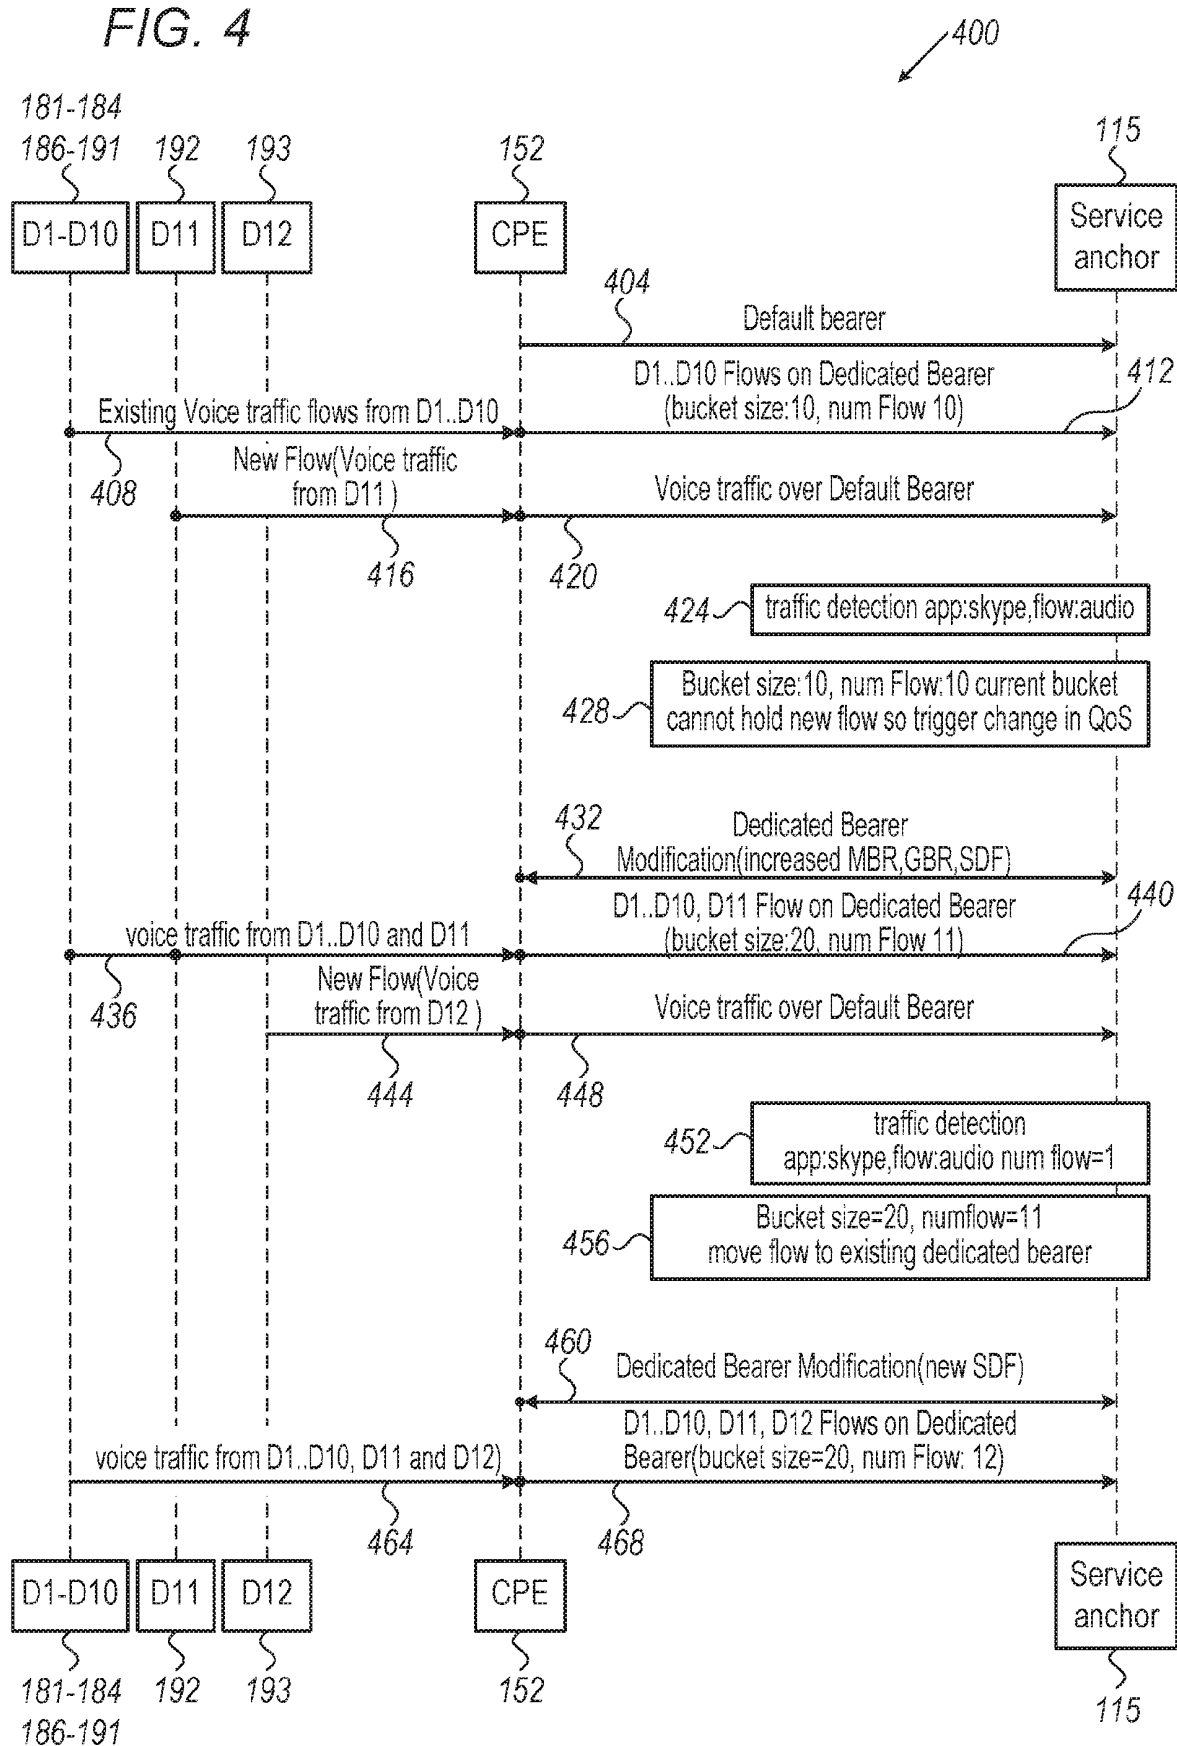 FIG. 4
400
181-184
186-191
192
193
152
115
D1-D10
D11
D12
CPE
Service
anchor
404
Default bearer
D1..D10 Flows on Dedicated Bearer
(bucket size:10, num Flow 10)
412
Existing Voice traffic flows from D1..D10
408
New Flow(Voice traffic
from D11 )
Voice traffic over Default Bearer
416
420
424
traffic detection app:skype,flow:audio
428
Bucket size:10, num Flow:10 current bucket
cannot hold new flow so trigger change in QoS
432
Dedicated Bearer
Modification(increased MBR,GBR,SDF)
D1..D10, D11 Flow on Dedicated Bearer
(bucket size:20, num Flow 11)
440
voice traffic from D1..D10 and D11
436
New Flow(Voice
traffic from D12 )
Voice traffic over Default Bearer
444
448
452
traffic detection
app:skype,flow:audio num flow=1
456
Bucket size=20, numflow=11
move flow to existing dedicated bearer
460
Dedicated Bearer Modification(new SDF)
D1..D10, D11, D12 Flows on Dedicated
Bearer(bucket size=20, num Flow: 12)
voice traffic from D1..D10, D11 and D12)
464
468
D1-D10
D11
D12
CPE
Service
anchor
181-184
186-191
192
193
152
115